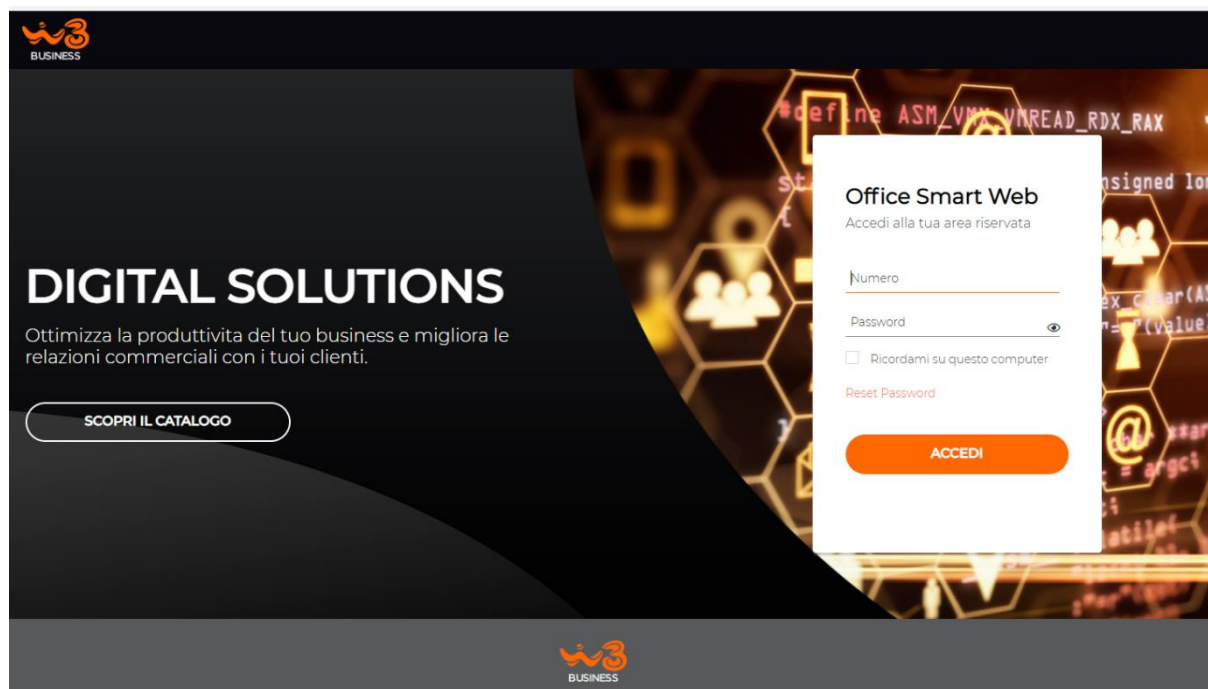 W3
BUSINESS
#define ASM_VMX_VMREAD_RDX_RAX
Office Smart Web
Accedi alla tua area riservata
Numero
Password
Ricordami su questo computer
Reset Password
ACCEDI
DIGITAL SOLUTIONS
Ottimizza la produttivita del tuo business e migliora le
relazioni commerciali con i tuoi clienti.
SCOPRI IL CATALOGO
W3
BUSINESS